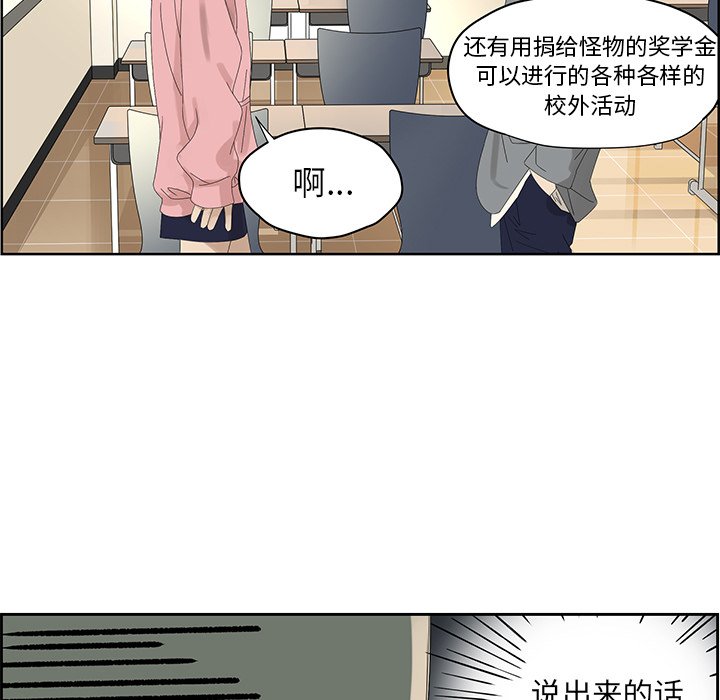 还有用捐给怪物的奖学金
可以进行的各种各样的
校外活动
啊...
说出来的话